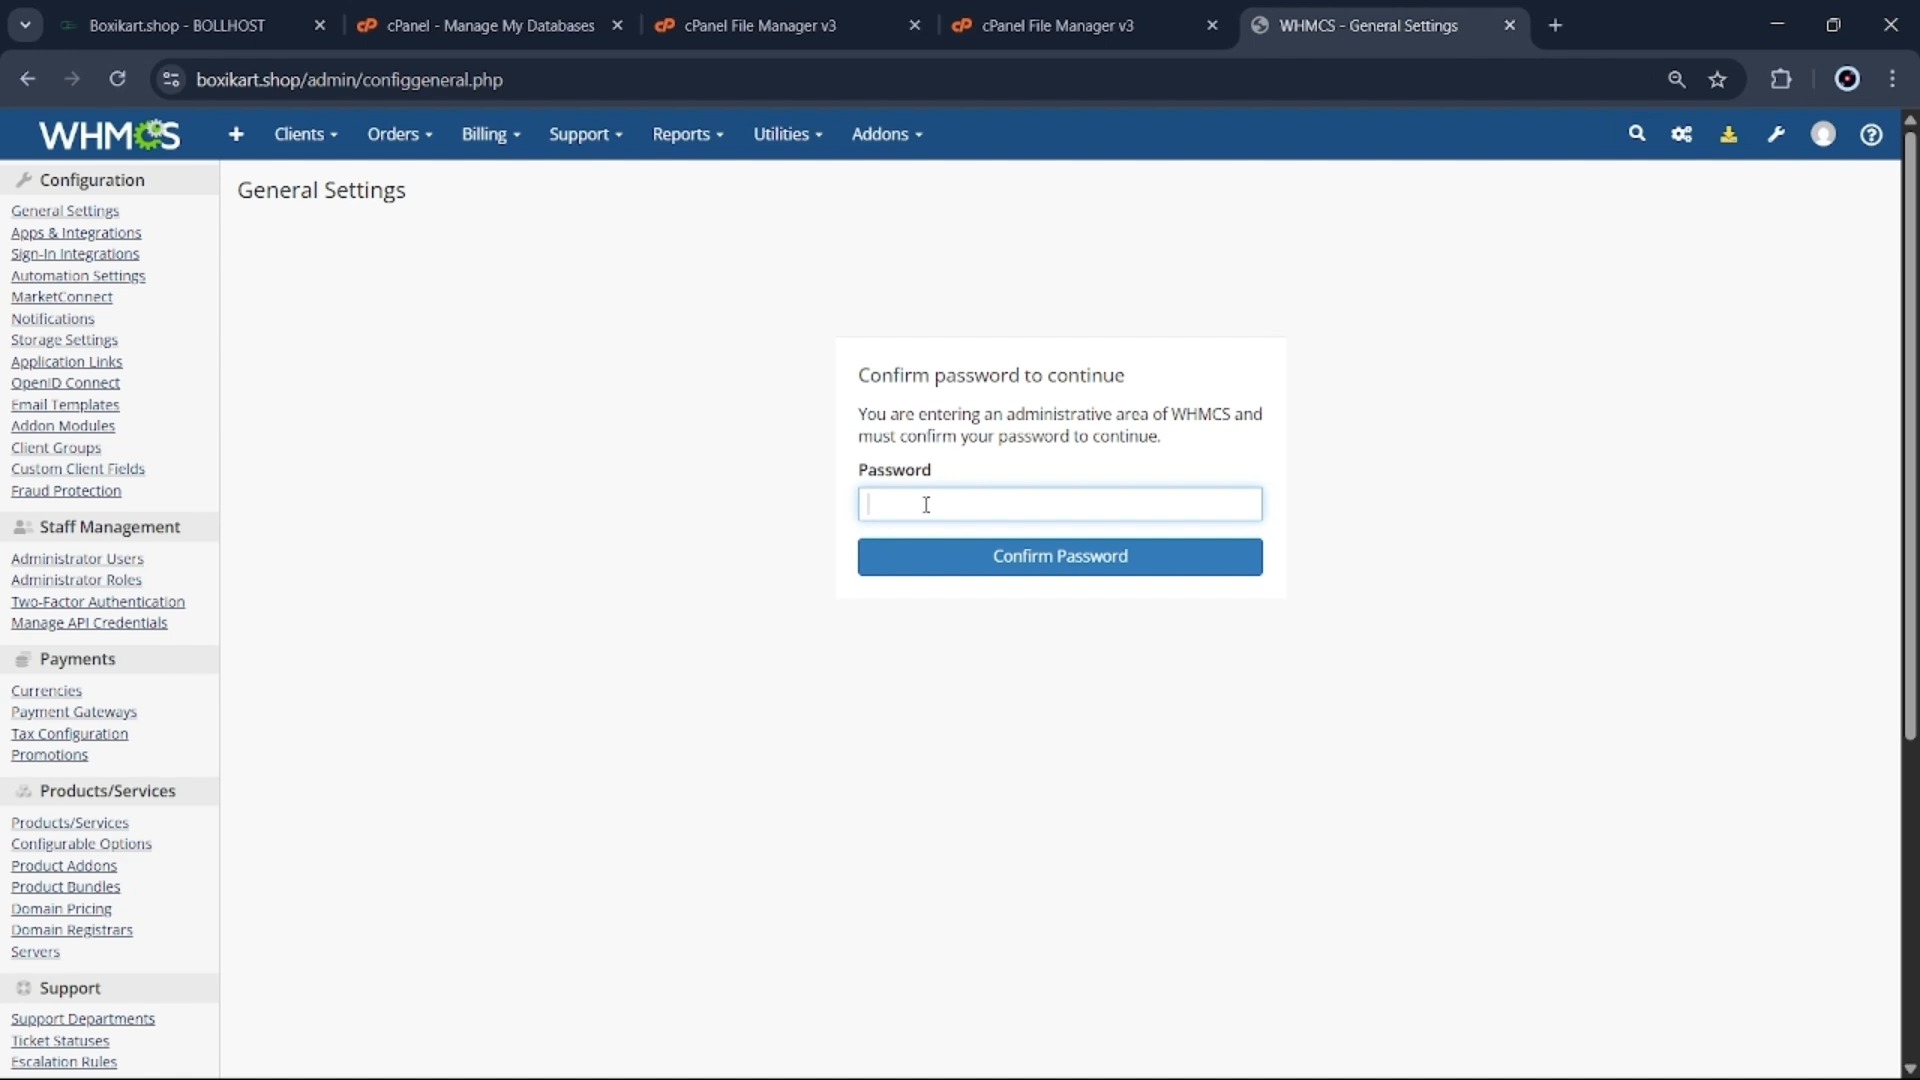 Boxikart.shop - BOLLHOST
cPanel - Manage My Databases
cPanel File Manager v3
cPanel File Manager v3
WHMCS - General Settings
boxikart.shop/admin/configgeneral.php
WHMCS
Clients
Orders
Billing
Support
Reports
Utilities
Addons
Configuration
General Settings
Apps & Integrations
Sign-In Integrations
Automation Settings
MarketConnect
Notifications
Storage Settings
Application Links
OpenID Connect
Email Templates
Addon Modules
Client Groups
Custom Client Fields
Fraud Protection
Staff Management
Administrator Users
Administrator Roles
Two-Factor Authentication
Manage API Credentials
Payments
Currencies
Payment Gateways
Tax Configuration
Promotions
Products/Services
Products/Services
Configurable Options
Product Addons
Product Bundles
Domain Pricing
Domain Registrars
Servers
Support
Support Departments
Ticket Statuses
Escalation Rules
General Settings
Confirm password to continue
You are entering an administrative area of WHMCS and
must confirm your password to continue.
Password
Confirm Password